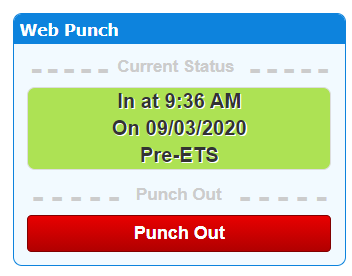 Web Punch
Current Status
In at 9:36 AM
On 09/03/2020
Pre-ETS
Punch Out
Punch Out